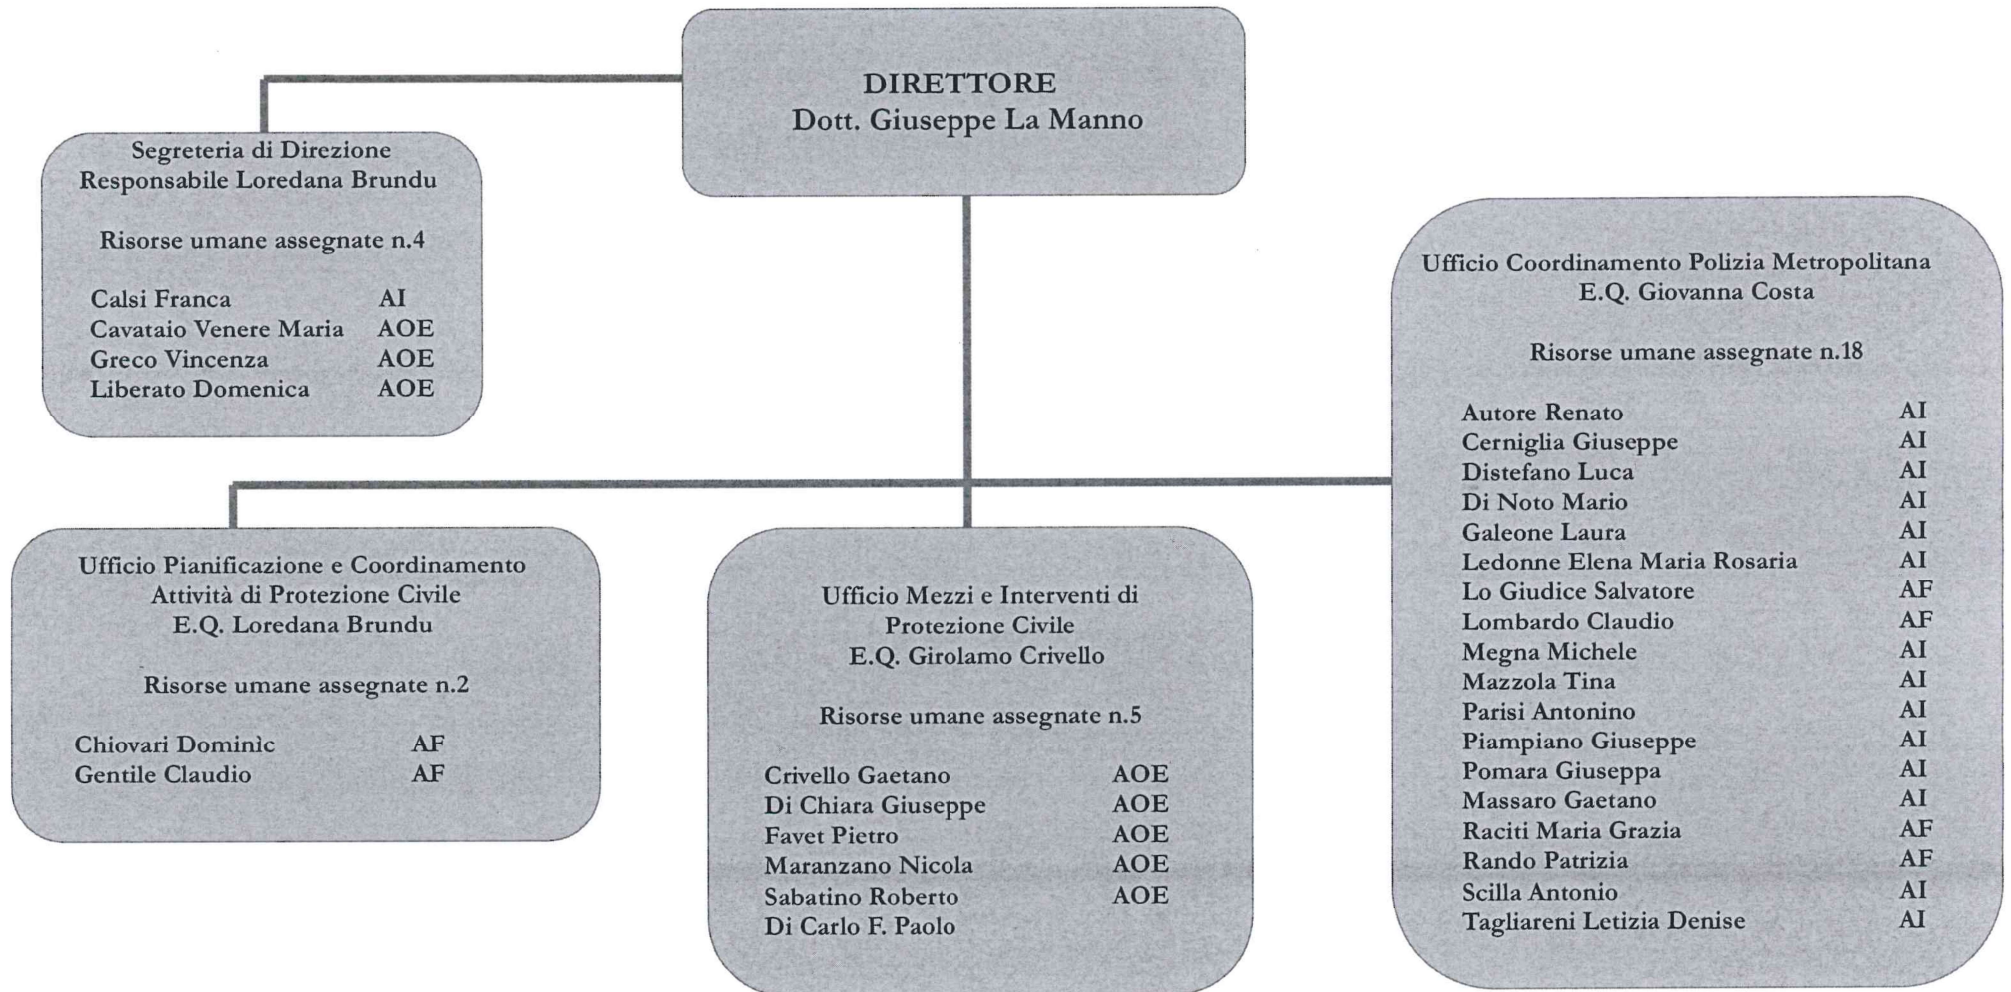 DIRETTORE
Dott. Giuseppe La Manno
Segreteria di Direzione
Responsabile Loredana Brundu
Risorse umane assegnate n.4
Calsi Franca AI
Cavataio Venere Maria AOE
Greco Vincenza AOE
Liberato Domenica AOE
Ufficio Coordinamento Polizia Metropolitana
E.Q. Giovanna Costa
Risorse umane assegnate n.18
Autore Renato AI
Cerniglia Giuseppe AI
Distefano Luca AI
Di Noto Mario AI
Galeone Laura AI
Ledonne Elena Maria Rosaria AI
Lo Giudice Salvatore AF
Lombardo Claudio AF
Megna Michele AI
Mazzola Tina AI
Parisi Antonino AI
Piampiano Giuseppe AI
Pomara Giuseppa AI
Massaro Gaetano AI
Raciti Maria Grazia AF
Rando Patrizia AF
Scilla Antonio AI
Tagliareni Letizia Denise AI
Ufficio Pianificazione e Coordinamento
Attività di Protezione Civile
E.Q. Loredana Brundu
Risorse umane assegnate n.2
Chiovari Dominìc AF
Gentile Claudio AF
Ufficio Mezzi e Interventi di
Protezione Civile
E.Q. Girolamo Crivello
Risorse umane assegnate n.5
Crivello Gaetano AOE
Di Chiara Giuseppe AOE
Favet Pietro AOE
Maranzano Nicola AOE
Sabatino Roberto AOE
Di Carlo F. Paolo